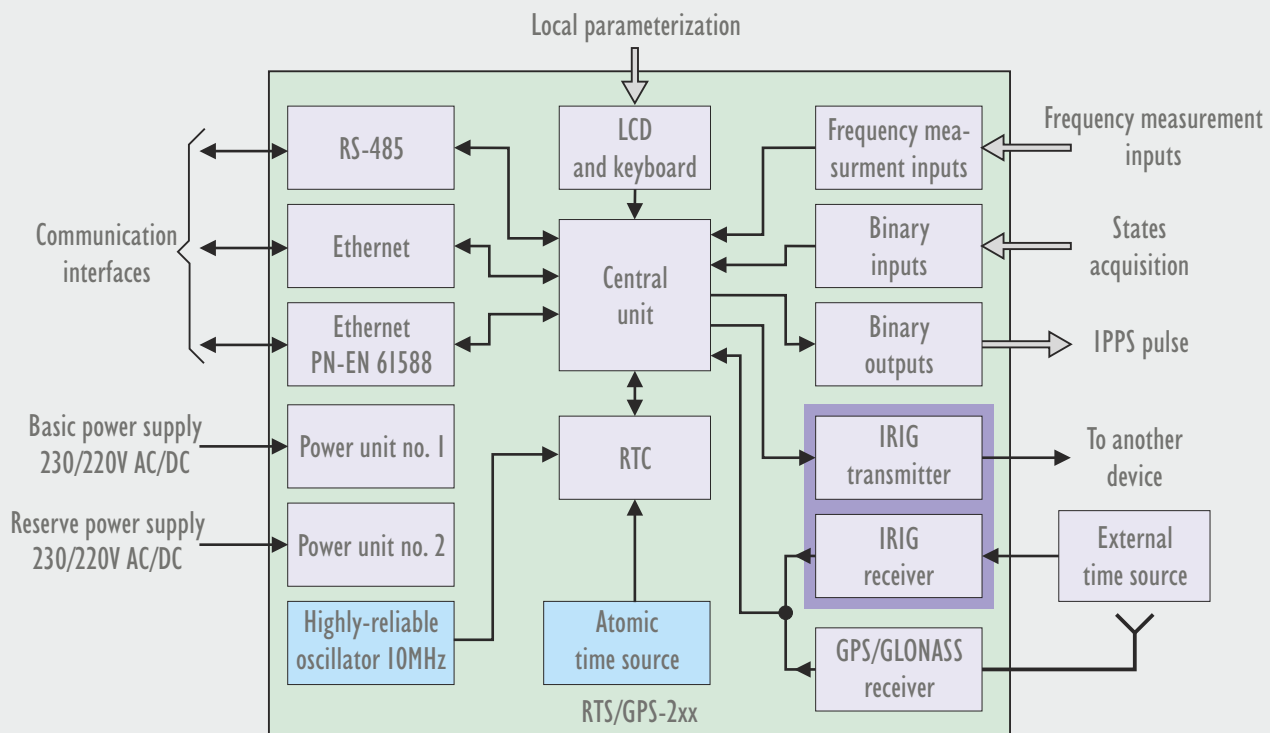 Local parameterization
RS-485
LCD
and keyboard
Frequency mea-
surment inputs
Frequency measurement
inputs
Communication
interfaces
Ethernet
Central
unit
Binary
inputs
States
acquisition
Ethernet
PN-EN 61588
Binary
outputs
IPPS pulse
Basic power supply
230/220V AC/DC
Power unit no. 1
RTC
IRIG
transmitter
To another
device
Reserve power supply
230/220V AC/DC
Power unit no. 2
IRIG
receiver
External
time source
Highly-reliable
oscillator 10MHz
Atomic
time source
GPS/GLONASS
receiver
RTS/GPS-2xx